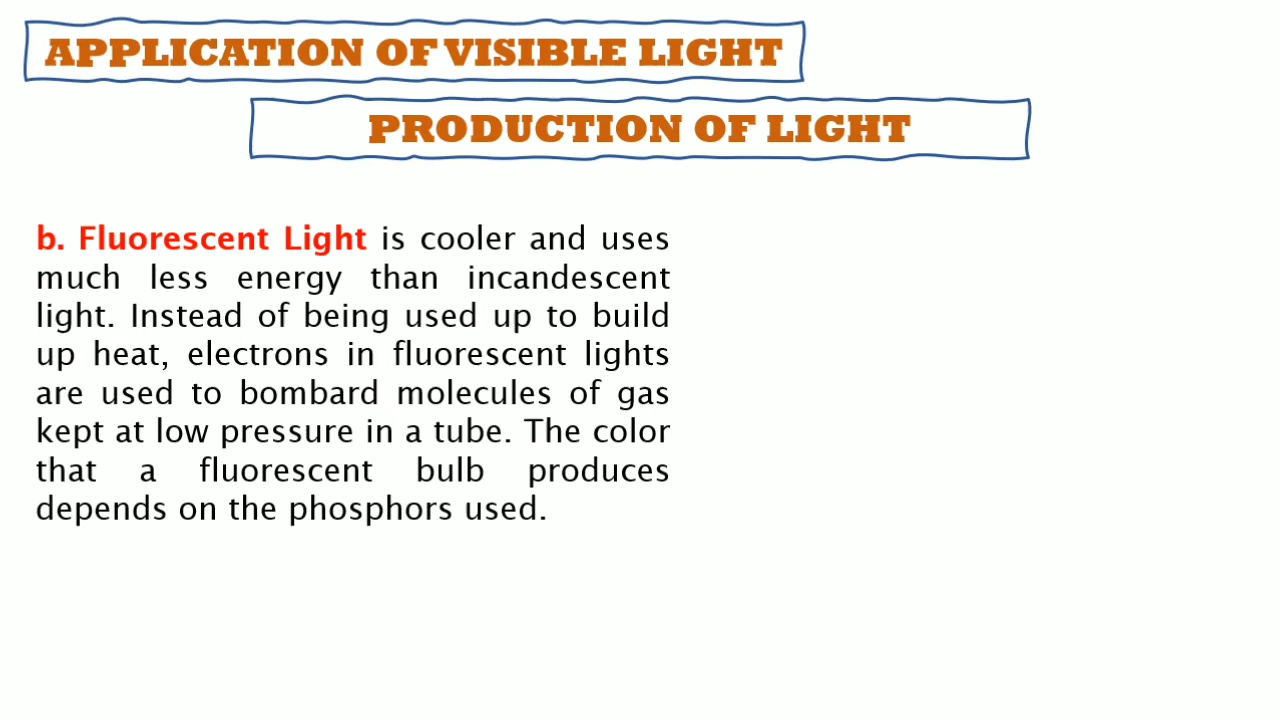 APPLICATION OF VISIBLE LIGHT
PRODUCTION OF LIGHT
b. Fluorescent Light is cooler and uses
much less energy than incandescent
light. Instead of being used up to build
up heat, electrons in fluorescent lights
are used to bombard molecules of gas
kept at low pressure in a tube. The color
that a fluorescent bulb produces
depends on the phosphors used.